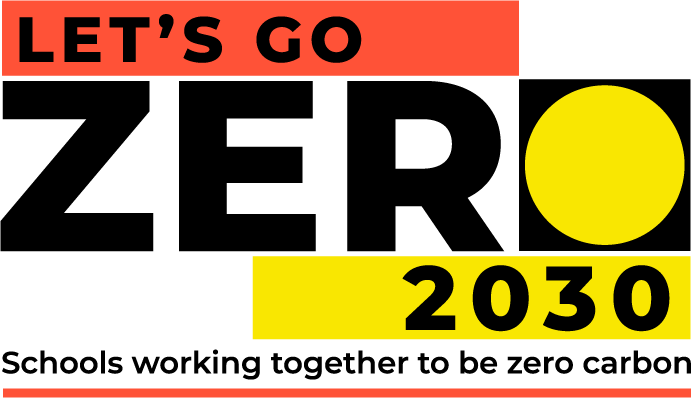 LET’S GO
ZERO
2030
Schools working together to be zero carbon